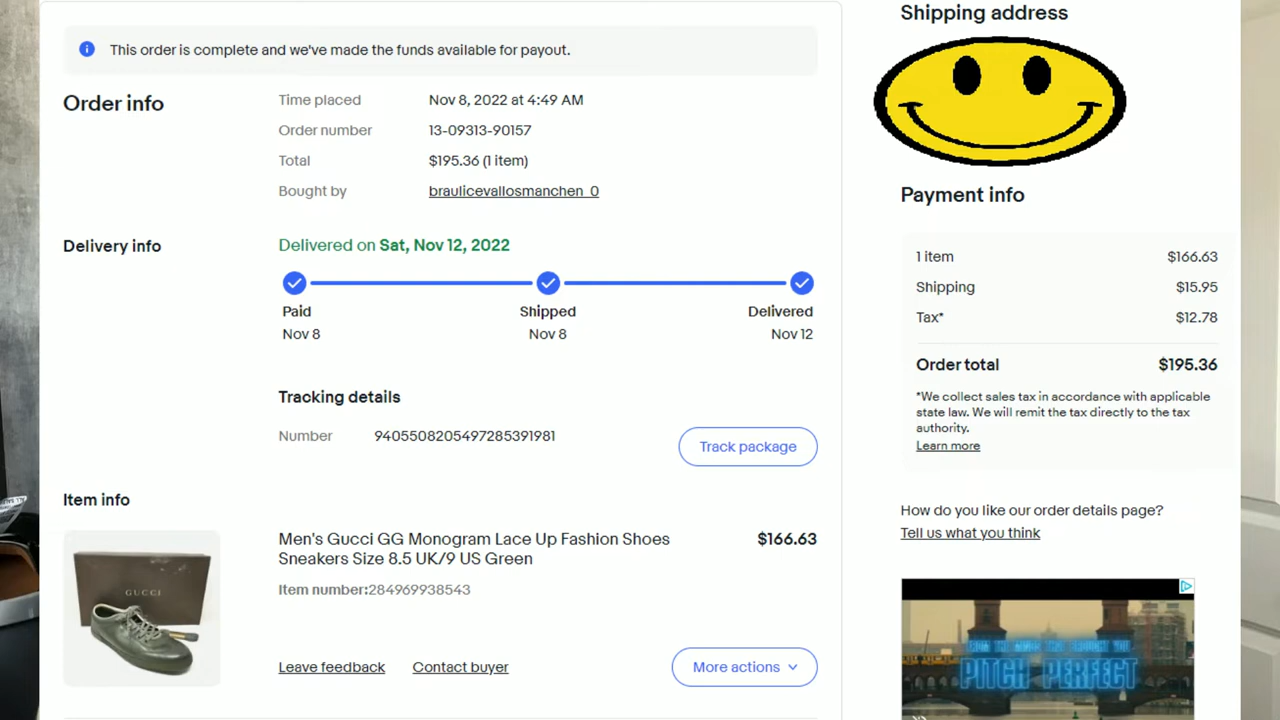 This order is complete and we've made the funds available for payout.
Order info
Time placed Nov 8, 2022 at 4:49 AM
Order number 13-09313-90157
Total $195.36 (1 item)
Bought by braulicevallosmanchen_0
Delivery info
Delivered on Sat, Nov 12, 2022
Paid Shipped Delivered
Nov 8 Nov 8 Nov 12
Tracking details
Number 9405508205497285391981
Track package
Item info
GUCCI
Men's Gucci GG Monogram Lace Up Fashion Shoes $166.63
Sneakers Size 8.5 UK/9 US Green
Item number:284969938543
Leave feedback Contact buyer More actions
Shipping address
Payment info
1 item $166.63
Shipping $15.95
Tax* $12.78
Order total $195.36
*We collect sales tax in accordance with applicable
state law. We will remit the tax directly to the tax
authority.
Learn more
How do you like our order details page?
Tell us what you think
FROM THE MINDS THAT BROUGHT YOU
PITCH PERFECT